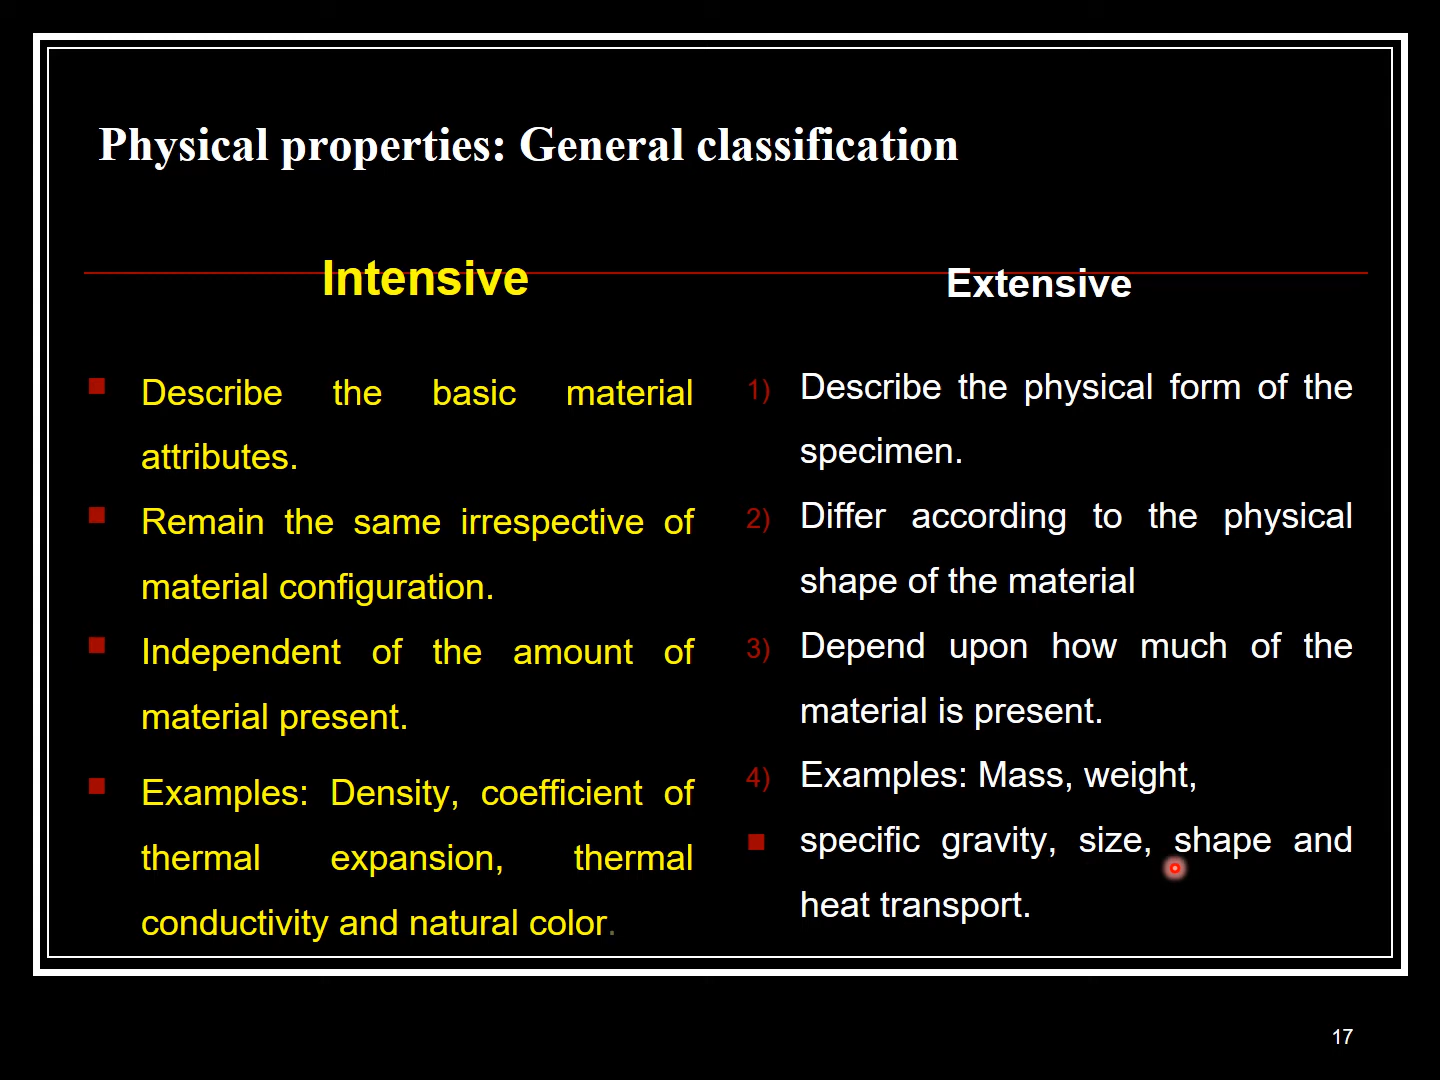 Physical properties: General classification
Intensive
Describe the basic material
attributes.
Remain the same irrespective of
material configuration.
Independent of the amount of
material present.
Examples: Density, coefficient of
thermal expansion, thermal
conductivity and natural color.
Extensive
1) Describe the physical form of the
specimen.
2) Differ according to the physical
shape of the material
3) Depend upon how much of the
material is present.
4) Examples: Mass, weight,
specific gravity, size, shape and
heat transport.
17